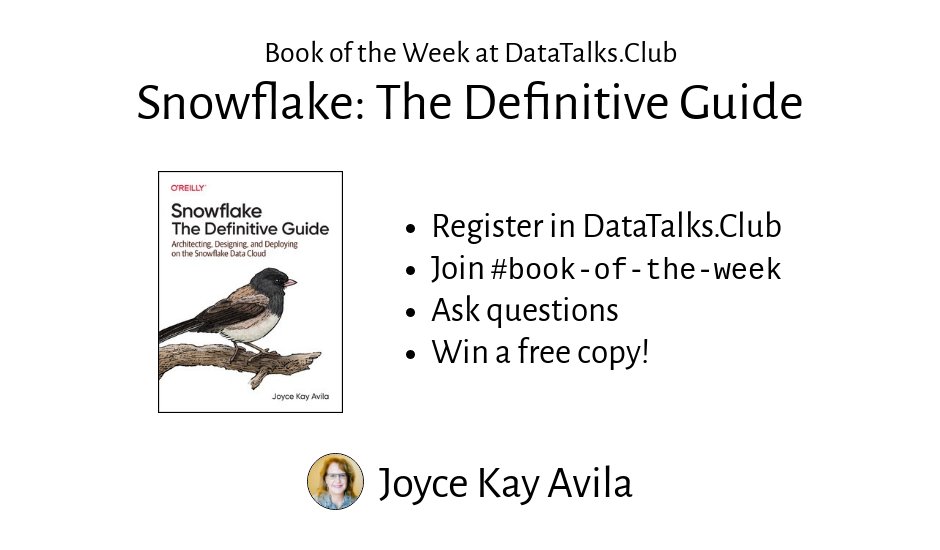 Book of the Week at DataTalks.Club
Snowflake: The Definitive Guide
O'REILLY
Snowflake
The Definitive Guide
Architecting, Designing, and Deploying
on the Snowflake Data Cloud
Joyce Kay Avila
• Register in DataTalks.Club
• Join #book-of-the-week
• Ask questions
• Win a free copy!
Joyce Kay Avila